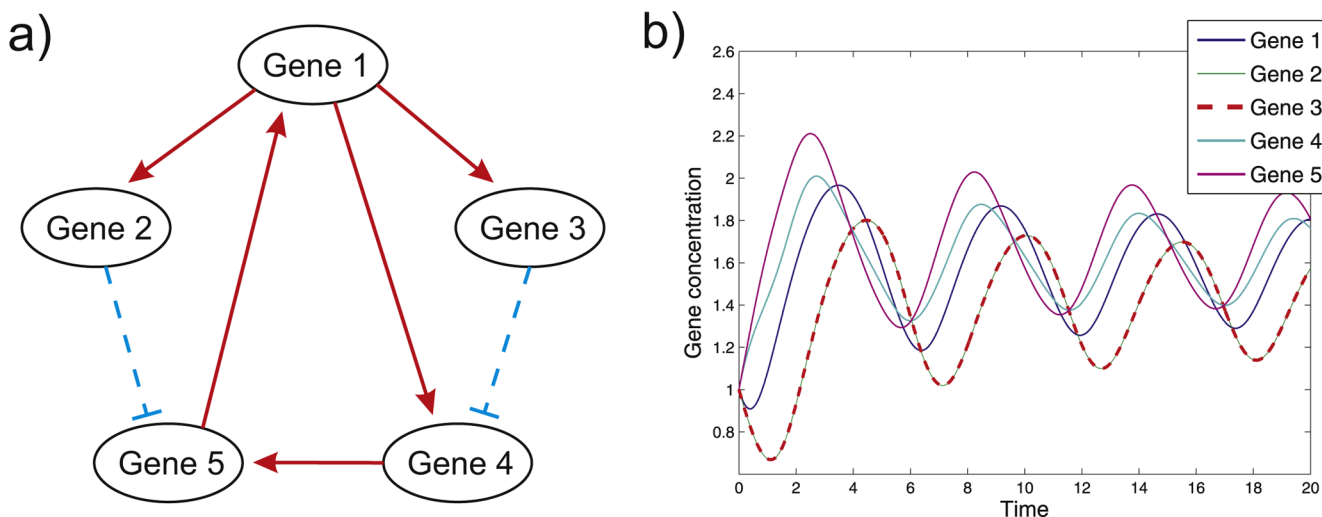 a)
Gene 1
Gene 2
Gene 3
Gene 5
Gene 4
b)
Gene 1
Gene 2
Gene 3
Gene 4
Gene 5
Gene concentration
2.6
2.4
2.2
2
1.8
1.6
1.4
1.2
1
0.8
0 2 4 6 8 10 12 14 16 18 20
Time